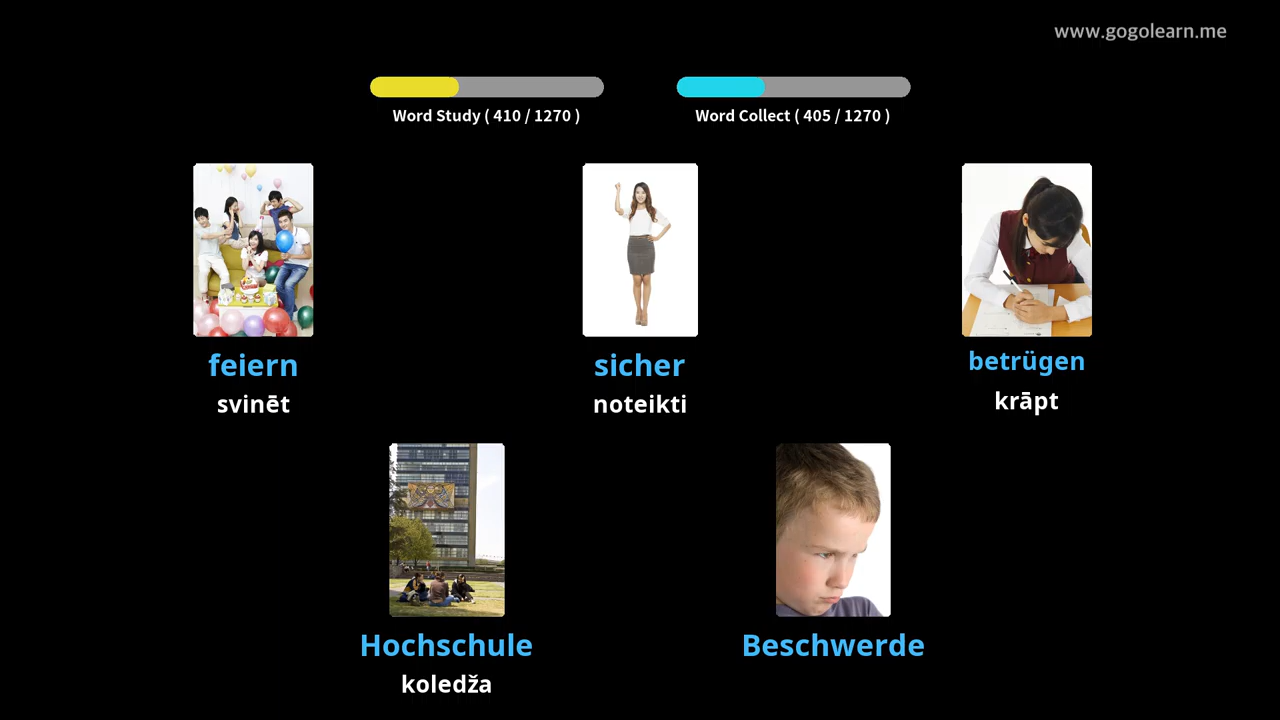 www.gogolearn.me
Word Study ( 410 / 1270 )
Word Collect ( 405 / 1270 )
feiern
svinēt
sicher
noteikti
betrügen
krāpt
Hochschule
koledža
Beschwerde